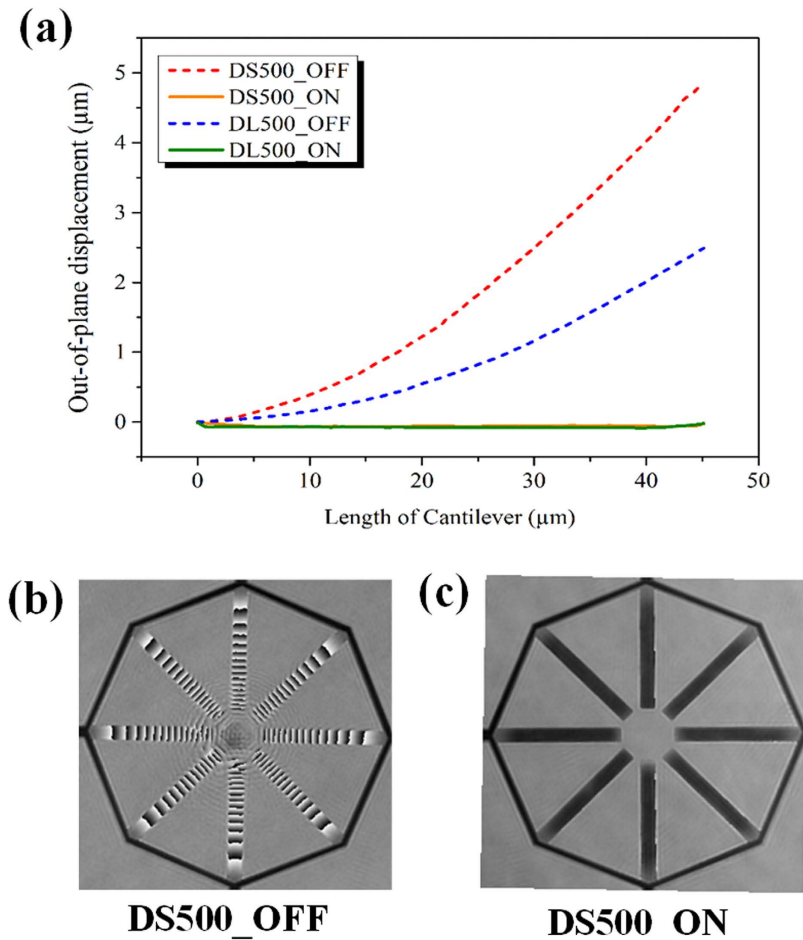 (a)
5
4
3
2
1
0
Out-of-plane displacement (µm)
DS500_OFF
DS500_ON
DL500_OFF
DL500_ON
0 10 20 30 40 50
Length of Cantilever (µm)
(b) (c)
DS500_OFF DS500 ON